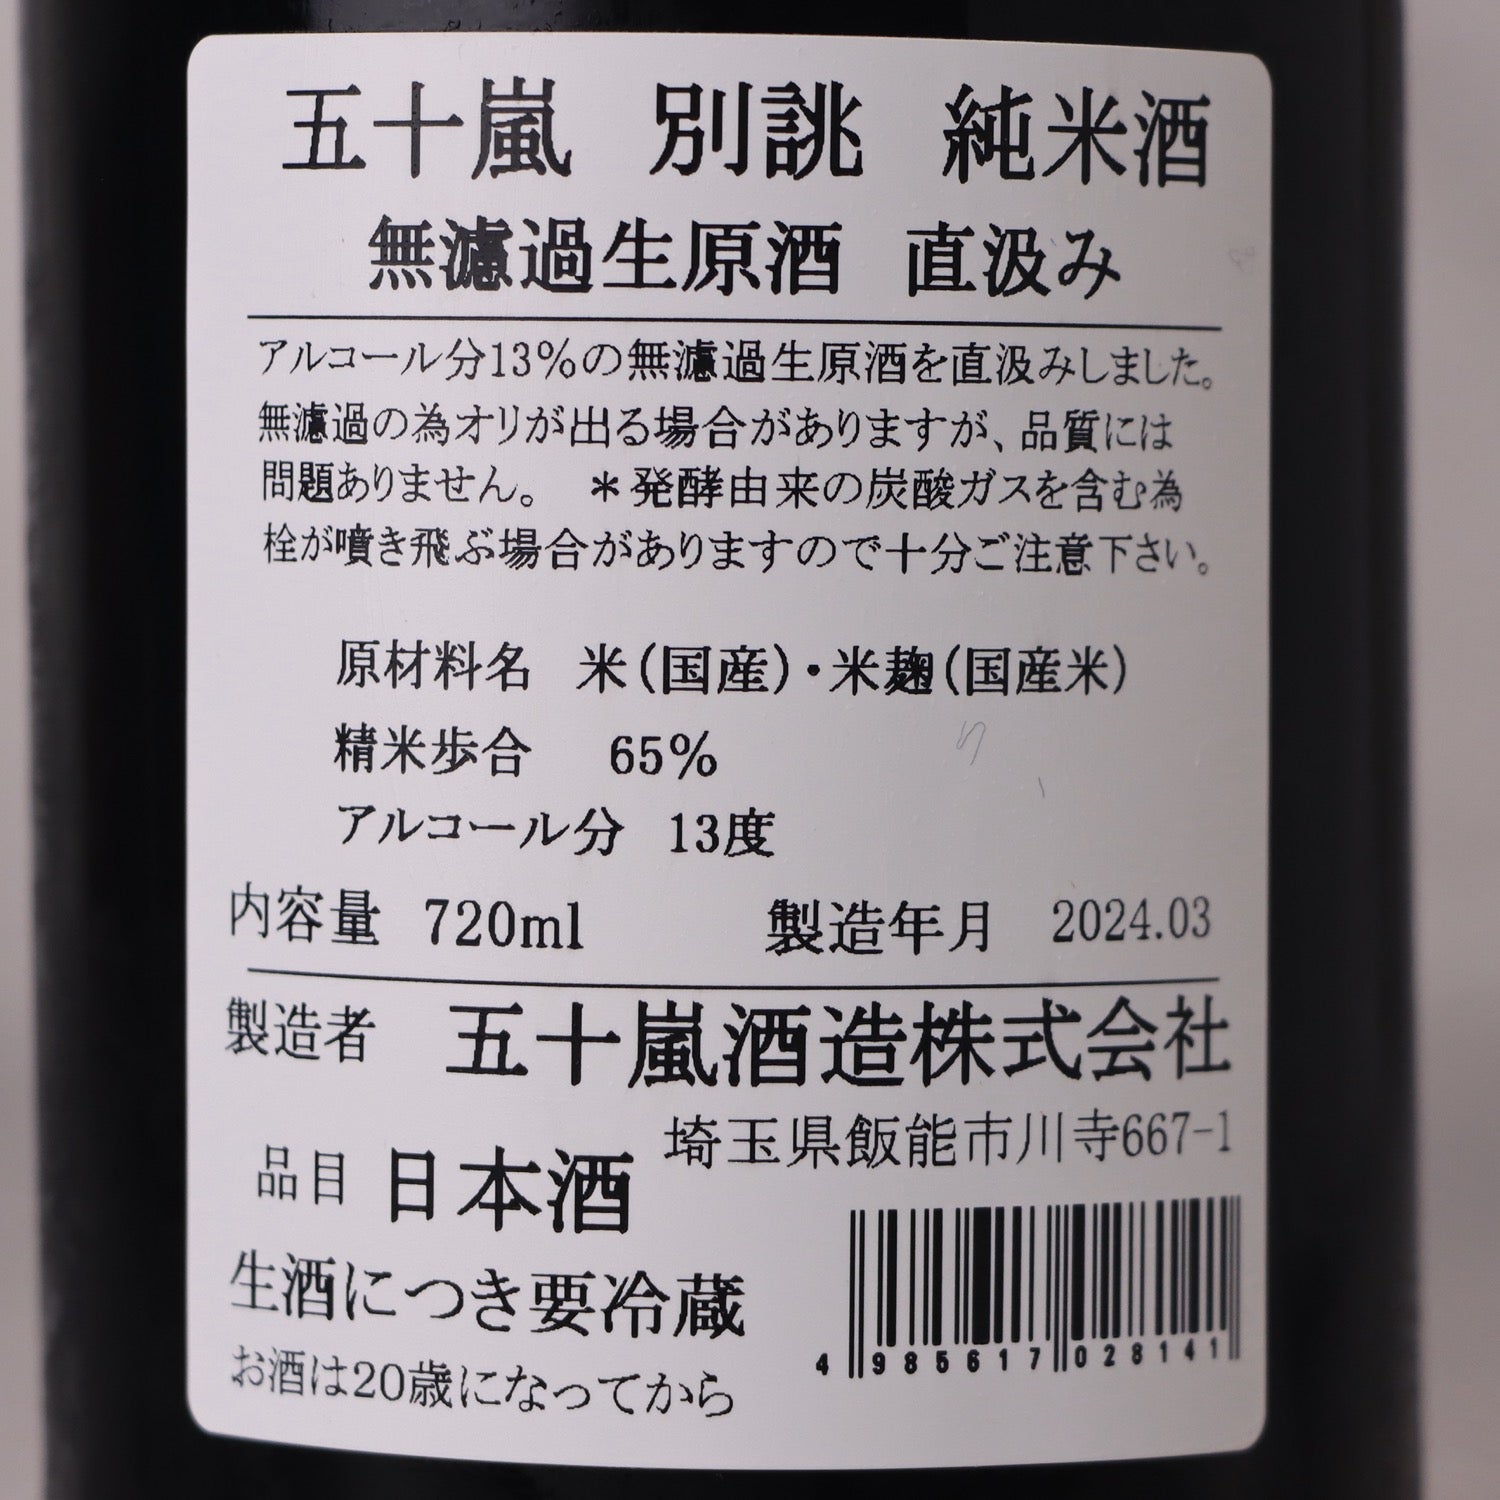 五十嵐 別誂 純米酒
無濾過生原酒 直汲み
アルコール分13%の無濾過生原酒を直汲みしました。
無濾過の為オリが出る場合がありますが、品質には
問題ありません。 *発酵由来の炭酸ガスを含む為
栓が噴き飛ぶ場合がありますので十分ご注意下さい。
原材料名 米(国産)・米麹(国産米)
精米歩合 65%
アルコール分 13度
内容量 720ml 製造年月 2024.03
製造者 五十嵐酒造株式会社
埼玉県飯能市川寺667-1
品目 日本酒
生酒につき要冷蔵
お酒は20歳になってから
4 985617 028141